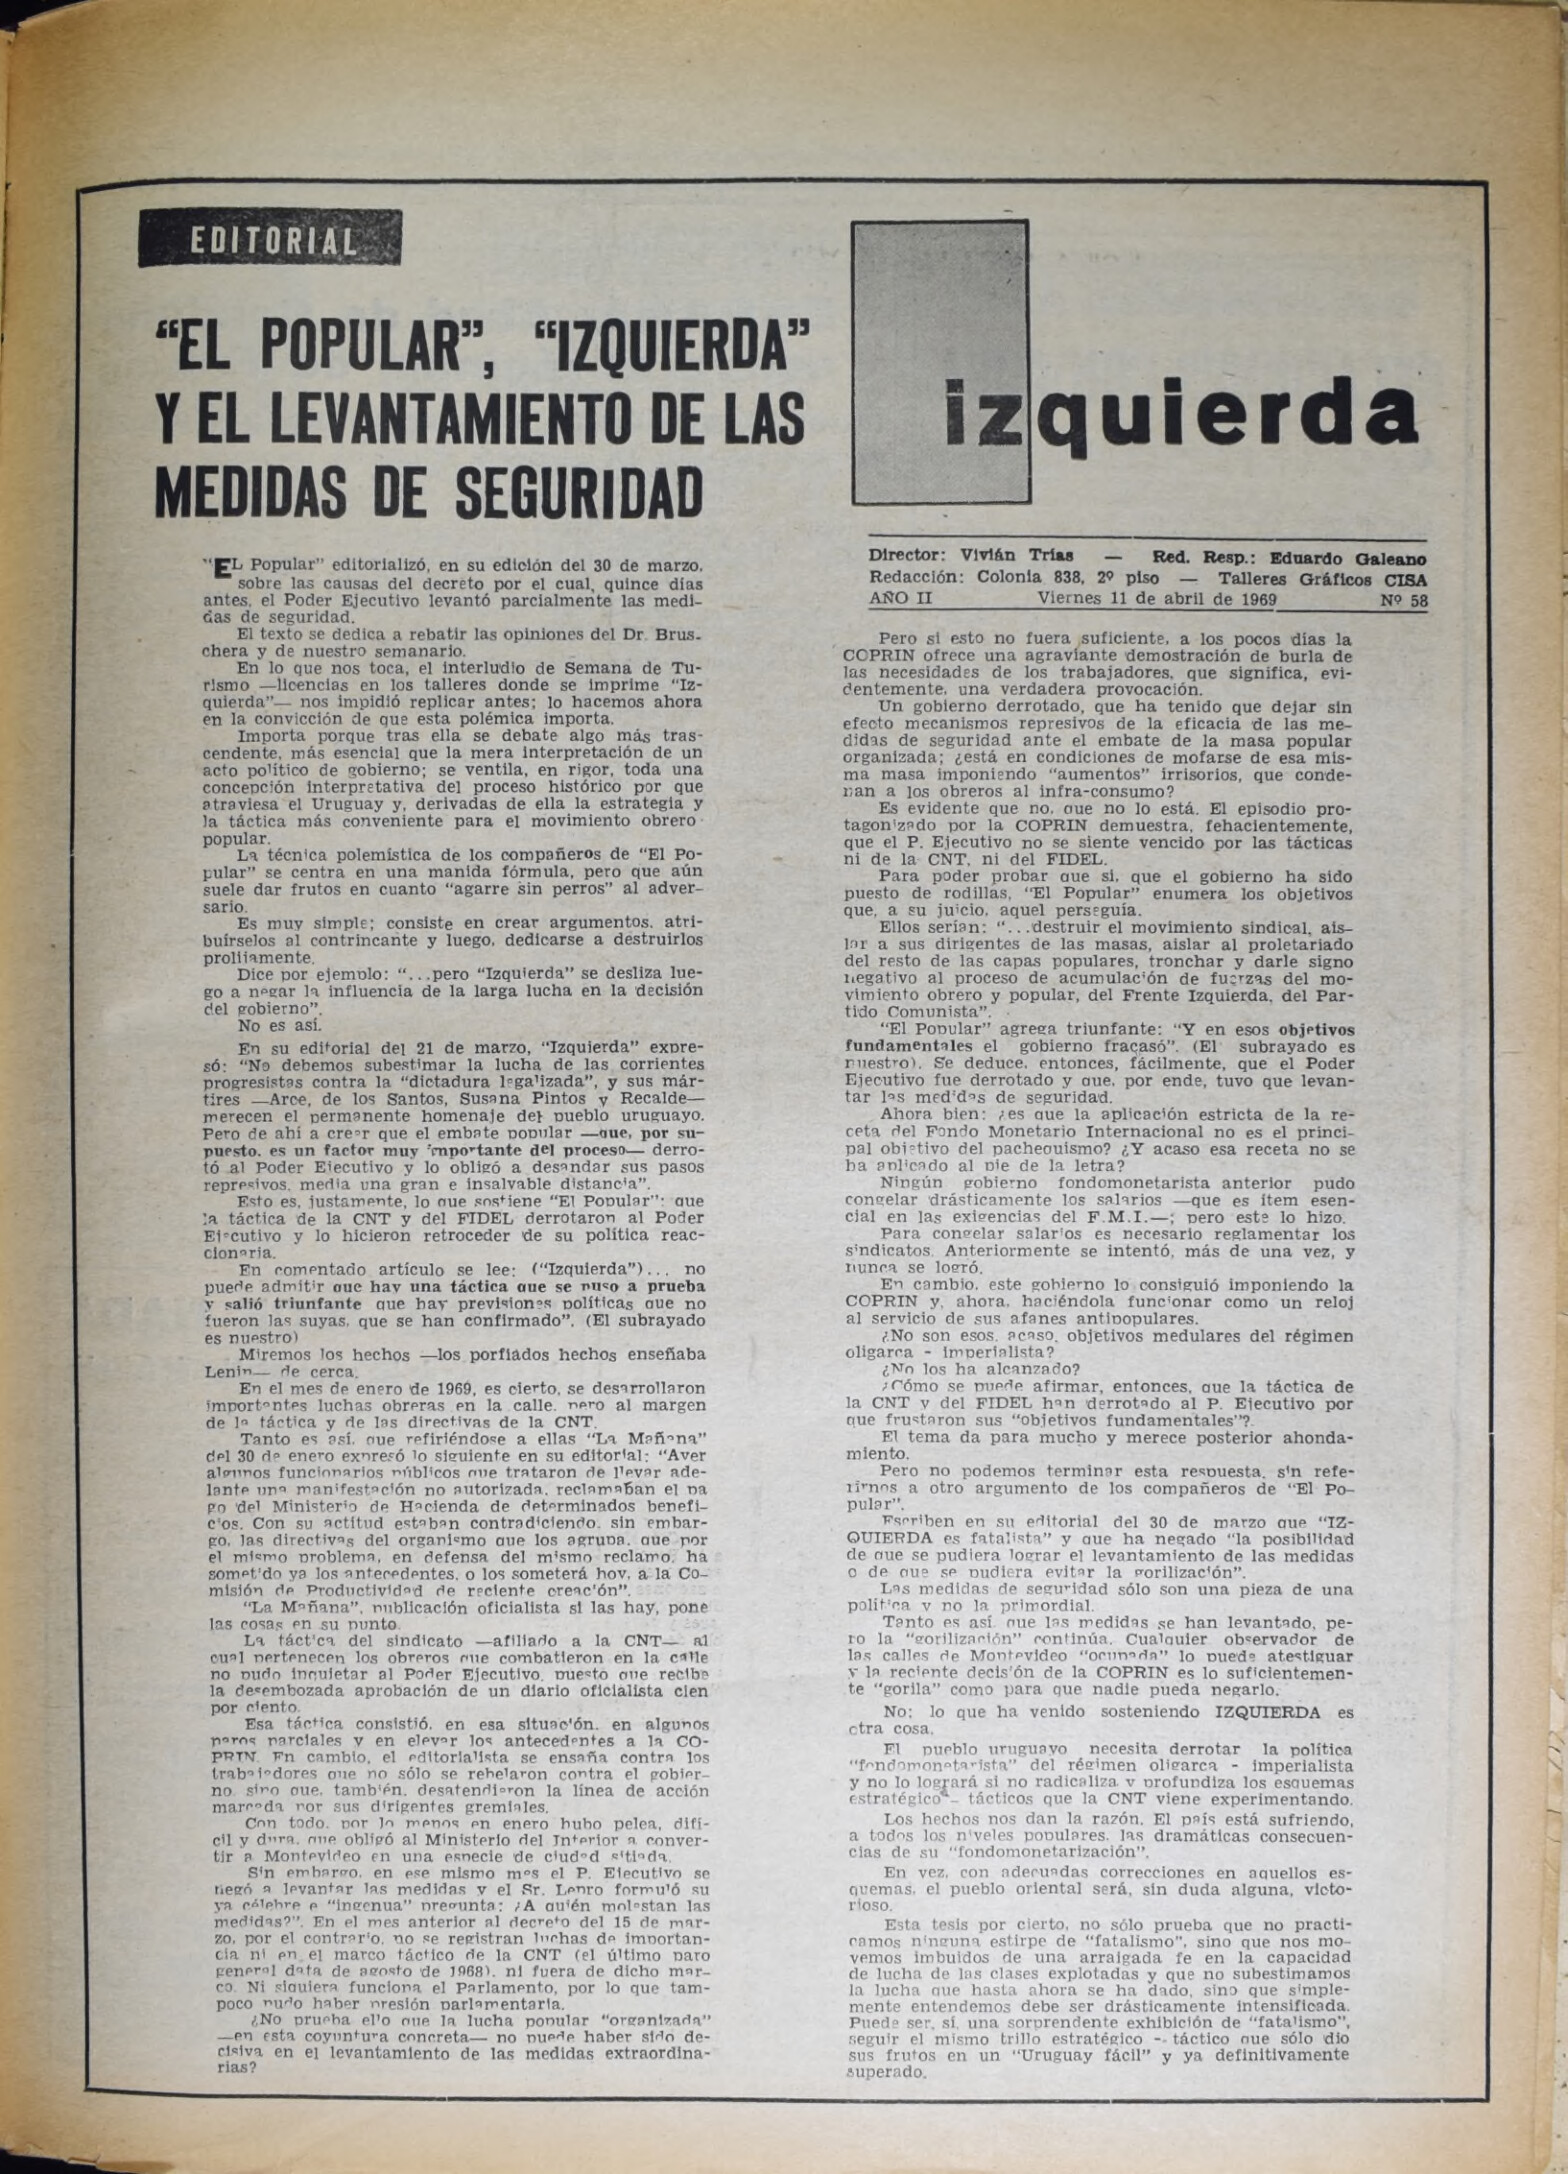 EDITORIAL
“EL POPULAR”, “IZQUIERDA”
Y EL LEVANTAMIENTO DE LAS
MEDIDAS DE SEGURIDAD
“EL Popular” editorializó, en su edición del 30 de marzo,
sobre las causas del decreto por el cual, quince días
antes, el Poder Ejecutivo levantó parcialmente las medi-
das de seguridad.
El texto se dedica a rebatir las opiniones del Dr. Brus-
chera y de nuestro semanario.
En lo que nos toca, el interludio de Semana de Tu-
rismo —licencias en los talleres donde se imprime “Iz-
quierda”— nos impidió replicar antes; lo hacemos ahora
en la convicción de que esta polémica importa.
Importa porque tras ella se debate algo más tras-
cendente, más esencial que la mera interpretación de un
acto político de gobierno; se ventila, en rigor, toda una
concepción interpretativa del proceso histórico por que
atraviesa el Uruguay y, derivadas de ella la estrategia y
la táctica más conveniente para el movimiento obrero
popular.
La técnica polemística de los compañeros de “El Po-
pular” se centra en una manida fórmula, pero que aún
suele dar frutos en cuanto “agarre sin perros” al adver-
sario.
Es muy simple; consiste en crear argumentos, atri-
buírselos al contrincante y luego, dedicarse a destruirlos
prolijamente.
Dice por ejemplo: “...pero “Izquierda” se desliza lue-
go a negar la influencia de la larga lucha en la decisión
del gobierno”.
No es así.
En su editorial del 21 de marzo, “Izquierda” expre-
só: “No debemos subestimar la lucha de las corrientes
progresistas contra la “dictadura legalizada”, y sus már-
tires —Arce, de los Santos, Susana Pintos y Recalde—
merecen el permanente homenaje del pueblo uruguayo.
Pero de ahí a creer que el embate popular —que, por su-
puesto, es un factor muy importante del proceso— derro-
tó al Poder Ejecutivo y lo obligó a desandar sus pasos
represivos, media una gran e insalvable distancia”.
Esto es, justamente, lo que sostiene “El Popular”: que
la táctica de la CNT y del FIDEL derrotaron al Poder
Ejecutivo y lo hicieron retroceder de su política reac-
cionaria.
En comentado artículo se lee: (“Izquierda”)... no
puede admitir que hay una táctica que se puso a prueba
y salió triunfante que hay previsiones políticas que no
fueron las suyas, que se han confirmado”. (El subrayado
es nuestro)
Miremos los hechos —los porfiados hechos enseñaba
Lenin— de cerca.
En el mes de enero de 1969, es cierto, se desarrollaron
importantes luchas obreras en la calle, pero al margen
de la táctica y de las directivas de la CNT.
Tanto es así, que refiriéndose a ellas “La Mañana”
del 30 de enero expresó lo siguiente en su editorial: “Ayer
algunos funcionarios públicos que trataron de llevar ade-
lante una manifestación no autorizada, reclamaban el pa
go del Ministerio de Hacienda de determinados benefi-
cios. Con su actitud estaban contradiciendo, sin embar-
go, las directivas del organismo que los agrupa, que por
el mismo problema, en defensa del mismo reclamo, ha
sometido ya los antecedentes, o los someterá hoy, a la Co-
misión de Productividad de reciente creación”.
“La Mañana”, publicación oficialista si las hay, pone
las cosas en su punto.
La táctica del sindicato —afiliado a la CNT— al
cual pertenecen los obreros que combatieron en la calle
no pudo inquietar al Poder Ejecutivo, puesto que recibe
la desembozada aprobación de un diario oficialista cien
por ciento.
Esa táctica consistió, en esa situación, en algunos
paros parciales y en elevar los antecedentes a la CO-
PRIN. En cambio, el editorialista se ensaña contra los
trabajadores que no sólo se rebelaron contra el gobier-
no sino que, también, desatendieron la línea de acción
marcada por sus dirigentes gremiales.
Con todo, por lo menos en enero hubo pelea, difí-
cil y dura, que obligó al Ministerio del Interior a conver-
tir a Montevideo en una especie de ciudad sitiada.
Sin embargo, en ese mismo mes el P. Ejecutivo se
negó a levantar las medidas y el Sr. Lepro formuló su
ya célebre e “ingenua” pregunta: ¿A quién molestan las
medidas?”. En el mes anterior al decreto del 15 de mar-
zo, por el contrario, no se registran luchas de importan-
cia ni en el marco táctico de la CNT (el último paro
general data de agosto de 1968), ni fuera de dicho mar-
co. Ni siquiera funciona el Parlamento, por lo que tam-
poco pudo haber presión parlamentaria.
¿No prueba ello que la lucha popular “organizada”
—en esta coyuntura concreta— no puede haber sido de-
cisiva en el levantamiento de las medidas extraordina-
rias?
izquierda
Director: Vivián Trías — Red. Resp.: Eduardo Galeano
Redacción: Colonia 838, 2º piso — Talleres Gráficos CISA
AÑO II Viernes 11 de abril de 1969 Nº 58
Pero si esto no fuera suficiente, a los pocos días la
COPRIN ofrece una agraviante demostración de burla de
las necesidades de los trabajadores, que significa, evi-
dentemente, una verdadera provocación.
Un gobierno derrotado, que ha tenido que dejar sin
efecto mecanismos represivos de la eficacia de las me-
didas de seguridad ante el embate de la masa popular
organizada; ¿está en condiciones de mofarse de esa mis-
ma masa imponiendo “aumentos” irrisorios, que conde-
nan a los obreros al infra-consumo?
Es evidente que no, que no lo está. El episodio pro-
tagonizado por la COPRIN demuestra, fehacientemente,
que el P. Ejecutivo no se siente vencido por las tácticas
ni de la CNT, ni del FIDEL.
Para poder probar que sí, que el gobierno ha sido
puesto de rodillas, “El Popular” enumera los objetivos
que, a su juicio, aquel perseguía.
Ellos serían: “...destruir el movimiento sindical, ais-
lar a sus dirigentes de las masas, aislar al proletariado
del resto de las capas populares, tronchar y darle signo
negativo al proceso de acumulación de fuerzas del mo-
vimiento obrero y popular, del Frente Izquierda, del Par-
tido Comunista”.
“El Popular” agrega triunfante: “Y en esos objetivos
fundamentales el gobierno fracasó”. (El subrayado es
nuestro). Se deduce, entonces, fácilmente, que el Poder
Ejecutivo fue derrotado y que, por ende, tuvo que levan-
tar las medidas de seguridad.
Ahora bien: ¿es que la aplicación estricta de la re-
ceta del Fondo Monetario Internacional no es el princi-
pal objetivo del pachequismo? ¿Y acaso esa receta no se
ha aplicado al pie de la letra?
Ningún gobierno fondomonetarista anterior pudo
congelar drásticamente los salarios —que es ítem esen-
cial en las exigencias del F.M.I.—; pero este lo hizo.
Para congelar salarios es necesario reglamentar los
sindicatos. Anteriormente se intentó, más de una vez, y
nunca se logró.
En cambio, este gobierno lo consiguió imponiendo la
COPRIN y, ahora, haciéndola funcionar como un reloj
al servicio de sus afanes antipopulares.
¿No son esos, acaso, objetivos medulares del régimen
oligarca - imperialista?
¿No los ha alcanzado?
¿Cómo se puede afirmar, entonces, que la táctica de
la CNT y del FIDEL han derrotado al P. Ejecutivo por
que frustaron sus “objetivos fundamentales”?
El tema da para mucho y merece posterior ahonda-
miento.
Pero no podemos terminar esta respuesta, sin refe-
rirnos a otro argumento de los compañeros de “El Po-
pular”.
Escriben en su editorial del 30 de marzo que “IZ-
QUIERDA es fatalista” y que ha negado “la posibilidad
de que se pudiera lograr el levantamiento de las medidas
o de que se pudiera evitar la gorilización”.
Las medidas de seguridad sólo son una pieza de una
política y no la primordial.
Tanto es así que las medidas se han levantado, pe-
ro la “gorilización” continúa. Cualquier observador de
las calles de Montevideo “ocupada” lo puede atestiguar
y la reciente decisión de la COPRIN es lo suficientemen-
te “gorila” como para que nadie pueda negarlo.
No; lo que ha venido sosteniendo IZQUIERDA es
otra cosa.
El pueblo uruguayo necesita derrotar la política
“fondomonetarista” del régimen oligarca - imperialista
y no lo logrará si no radicaliza y profundiza los esquemas
estratégico - tácticos que la CNT viene experimentando.
Los hechos nos dan la razón. El país está sufriendo,
a todos los niveles populares, las dramáticas consecuen-
cias de su “fondomonetarización”.
En vez, con adecuadas correcciones en aquellos es-
quemas, el pueblo oriental será, sin duda alguna, victo-
rioso.
Esta tesis por cierto, no sólo prueba que no practi-
camos ninguna estirpe de “fatalismo”, sino que nos mo-
vemos imbuidos de una arraigada fe en la capacidad
de lucha de las clases explotadas y que no subestimamos
la lucha que hasta ahora se ha dado, sino que simple-
mente entendemos debe ser drásticamente intensificada.
Puede ser, sí, una sorprendente exhibición de “fatalismo”,
seguir el mismo trillo estratégico - táctico que sólo dio
sus frutos en un “Uruguay fácil” y ya definitivamente
superado.